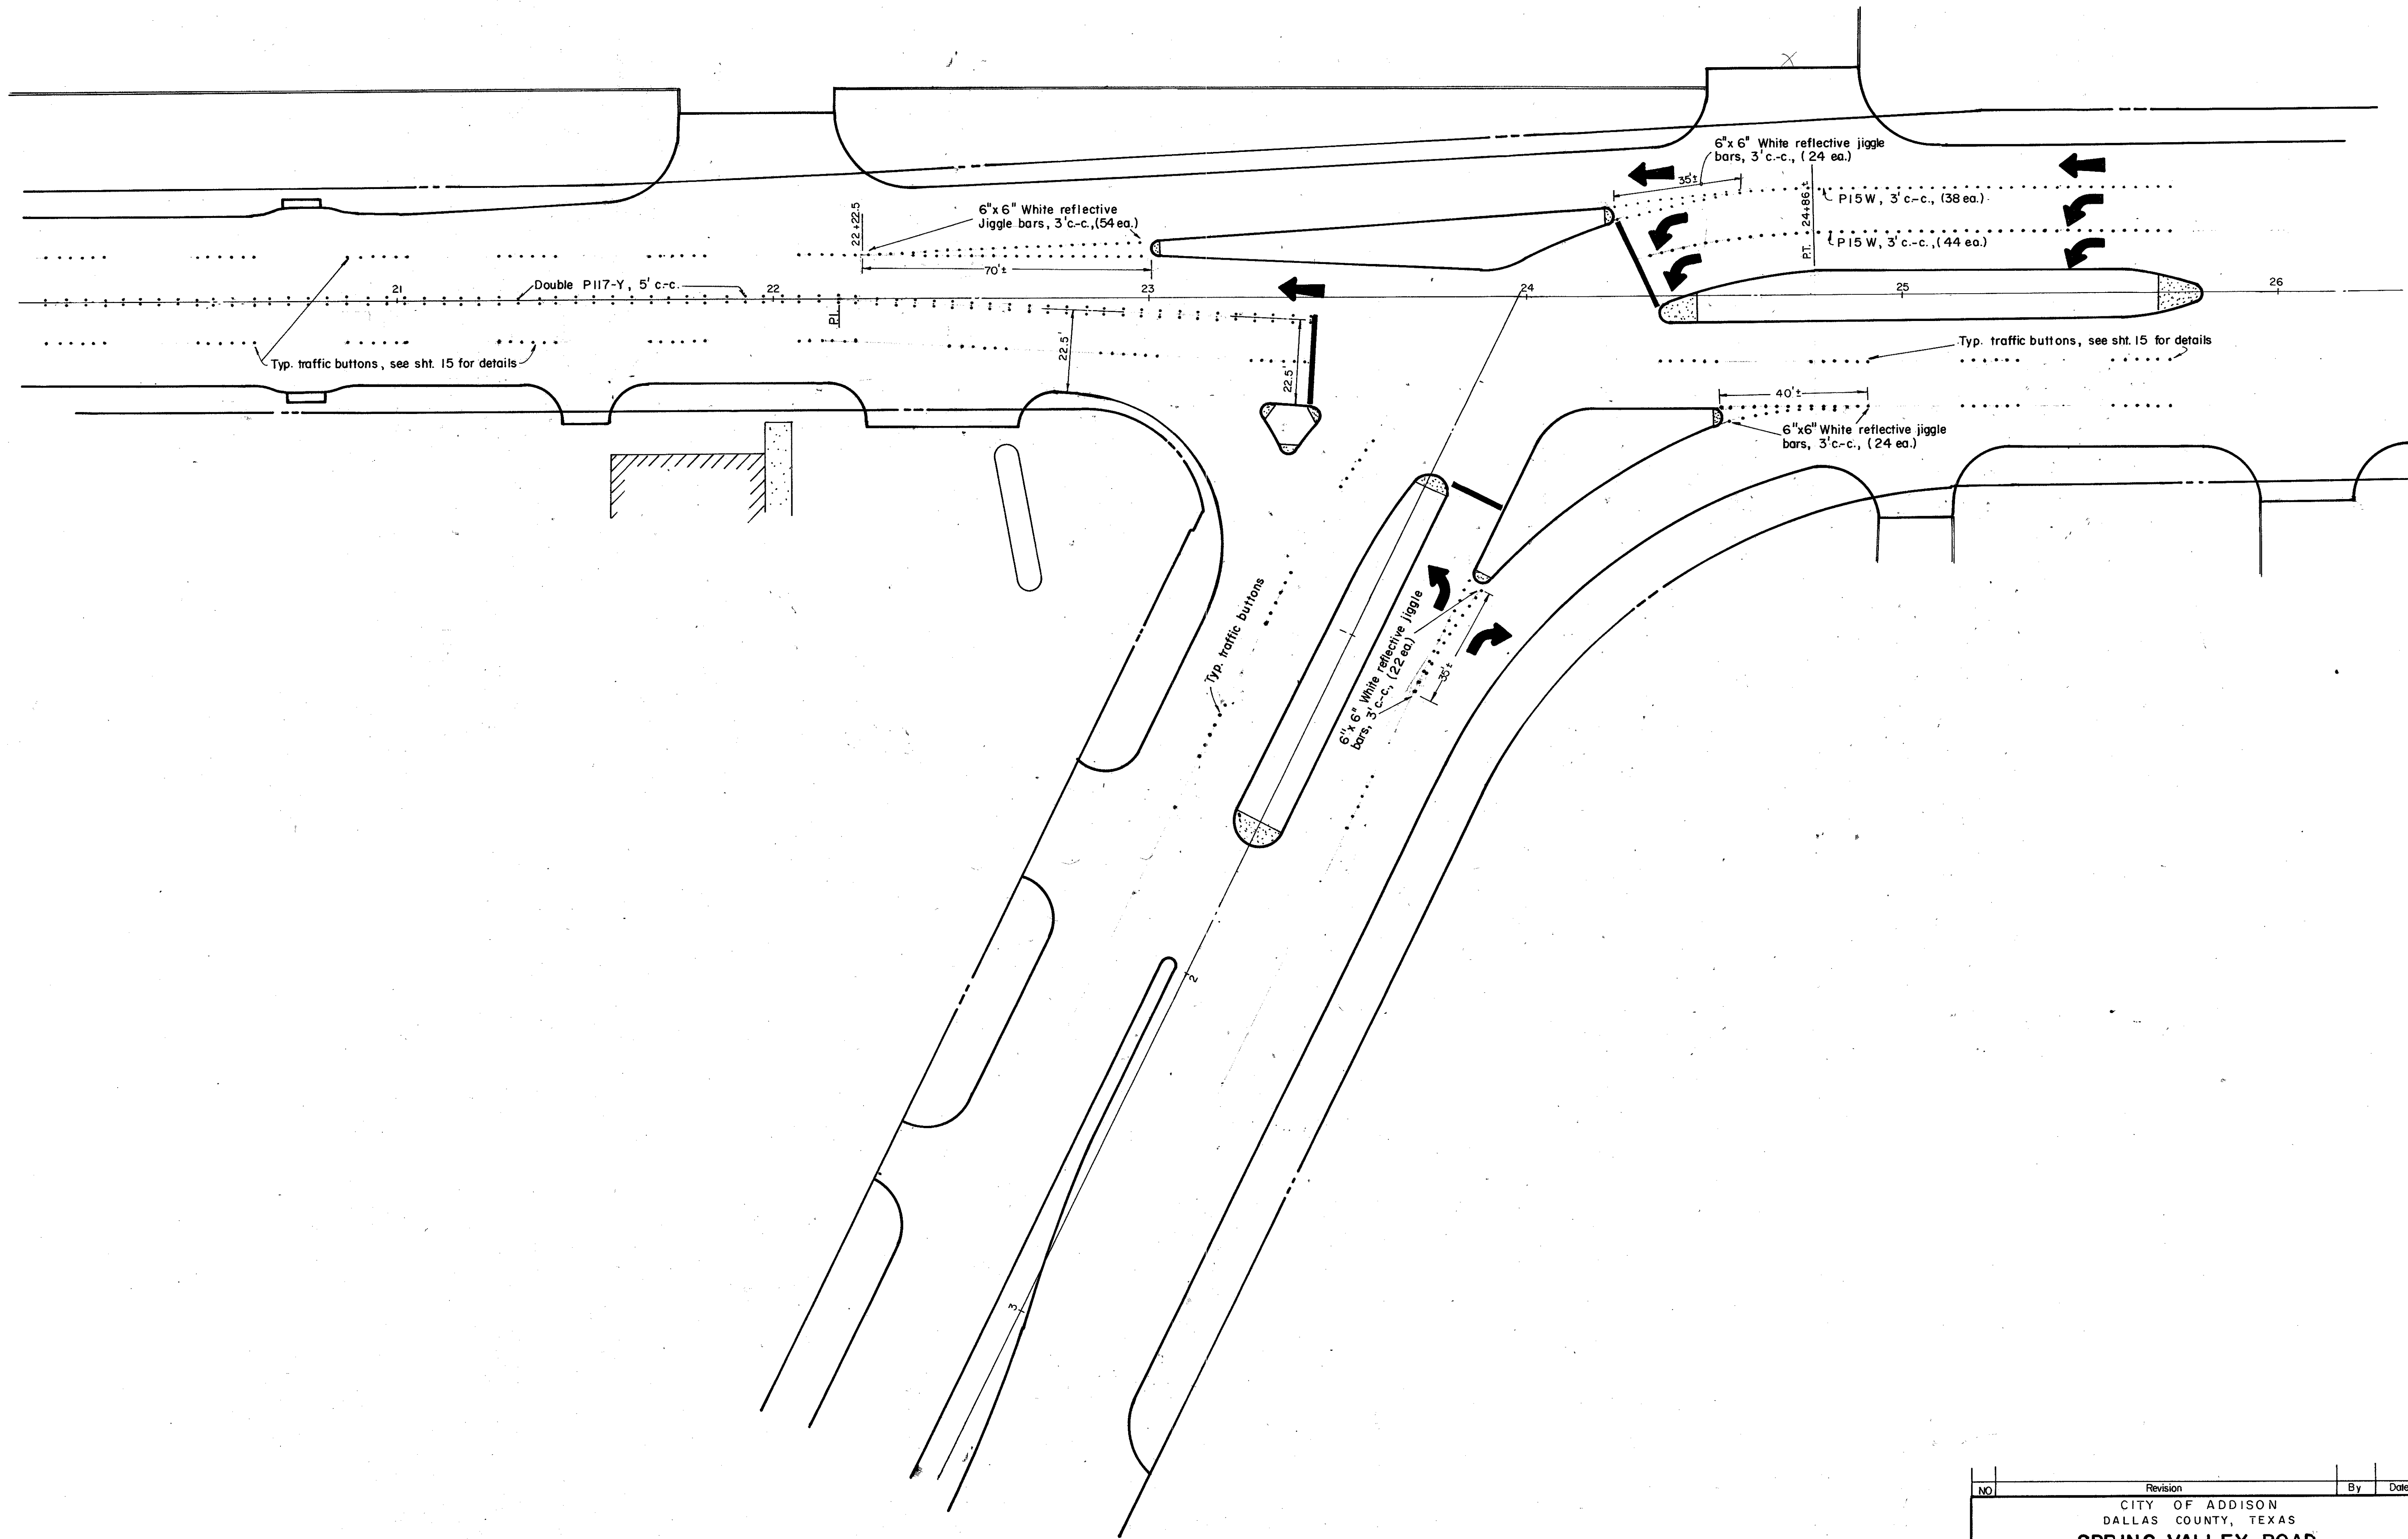 6"x 6" White reflective jiggle
bars, 3' c.-c., (24 ea.)
35'±
P15W, 3' c.-c., (38 ea.)
P.T. 24+86.±
P15 W, 3' c.-c., (44 ea.)
22+22.5
6"x 6" White reflective
Jiggle bars, 3'c.-c.,(54 ea.)
70'±
Double P117-Y, 5' c.-c.
21
22
23
24
25
26
P.I.
22.5'
22.5'
Typ. traffic buttons, see sht. 15 for details
Typ. traffic buttons, see sht. 15 for details
40'±
6"x6" White reflective jiggle
bars, 3'c.-c., (24 ea.)
Typ. traffic buttons
1
6"x 6" White reflective jiggle
bars, 3' c.-c., (22 ea.)
35'±
2
3
NO Revision By Date
CITY OF ADDISON
DALLAS COUNTY, TEXAS
SPRING VALLEY ROAD